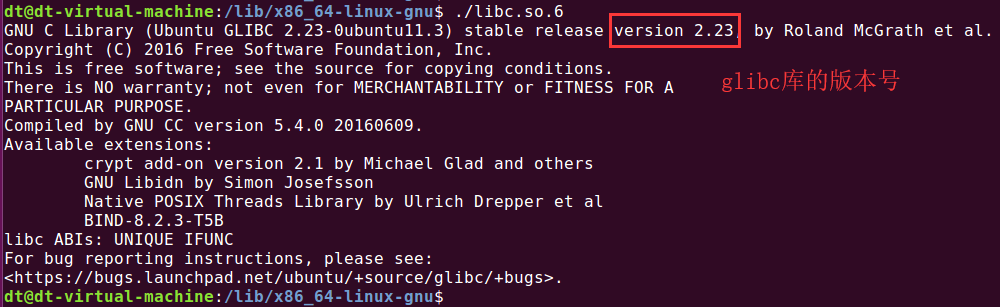 dt@dt-virtual-machine:/lib/x86_64-linux-gnu$ ./libc.so.6
GNU C Library (Ubuntu GLIBC 2.23-0ubuntu11.3) stable release version 2.23, by Roland McGrath et al.
Copyright (C) 2016 Free Software Foundation, Inc.
This is free software; see the source for copying conditions.
There is NO warranty; not even for MERCHANTABILITY or FITNESS FOR A
PARTICULAR PURPOSE.
glibc库的版本号
Compiled by GNU CC version 5.4.0 20160609.
Available extensions:
crypt add-on version 2.1 by Michael Glad and others
GNU Libidn by Simon Josefsson
Native POSIX Threads Library by Ulrich Drepper et al
BIND-8.2.3-T5B
libc ABIs: UNIQUE IFUNC
For bug reporting instructions, please see:
<https://bugs.launchpad.net/ubuntu/+source/glibc/+bugs>.
dt@dt-virtual-machine:/lib/x86_64-linux-gnu$